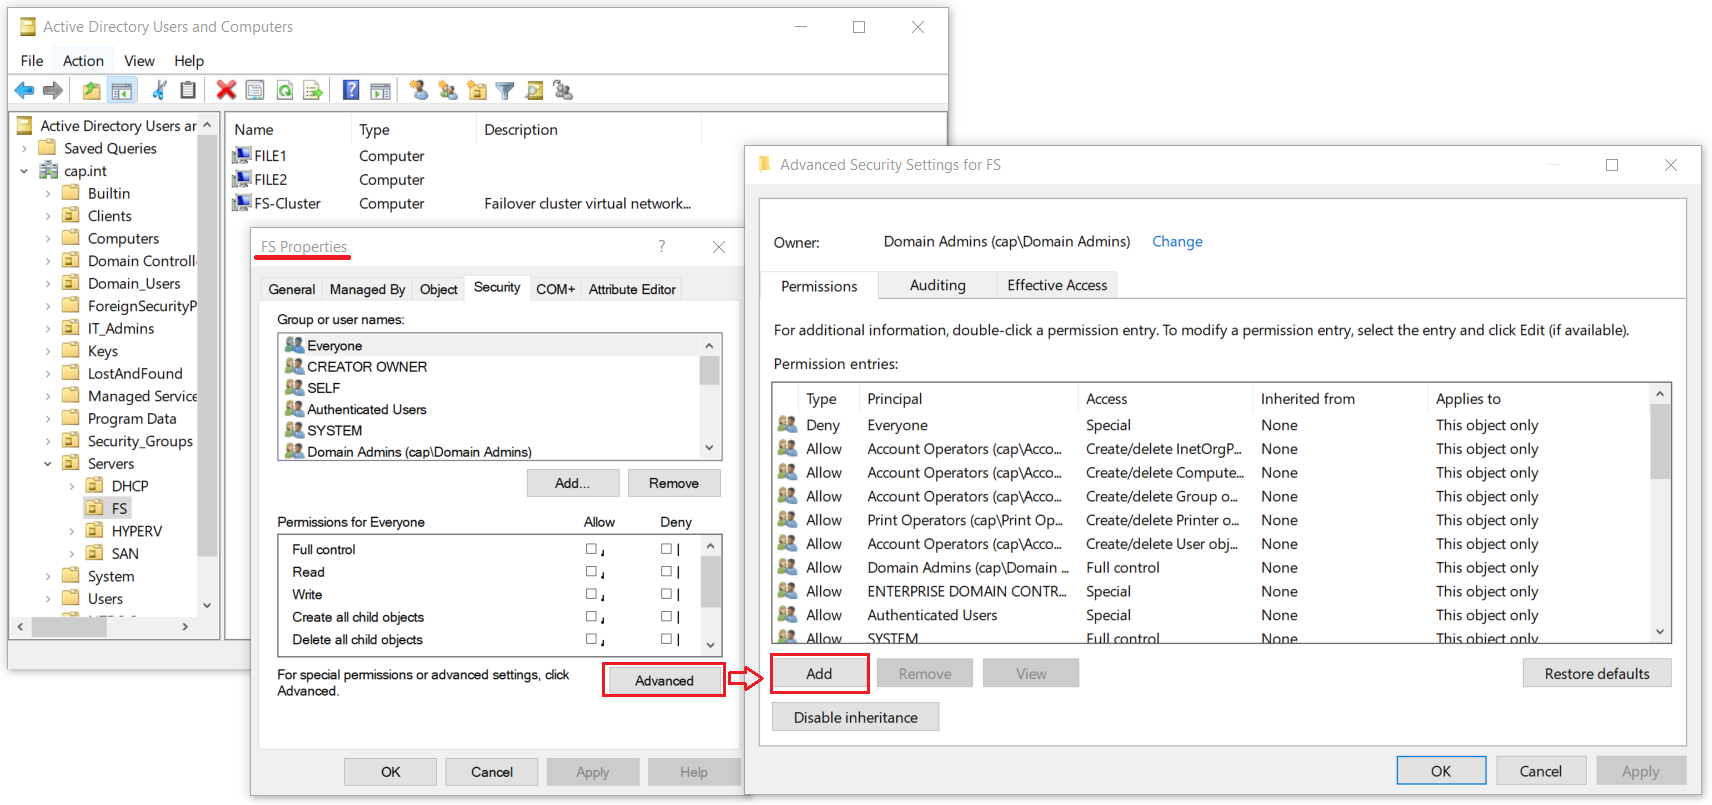 Active Directory Users and Computers
File Action View Help
Active Directory Users ar
Saved Queries
cap.int
Builtin
Clients
Computers
Domain Controll
Domain_Users
ForeignSecurityP
IT_Admins
Keys
LostAndFound
Managed Service
Program Data
Security_Groups
Servers
DHCP
FS
HYPERV
SAN
System
Users
Name Type Description
FILE1 Computer
FILE2 Computer
FS-Cluster Computer Failover cluster virtual network...
FS Properties ?
General Managed By Object Security COM+ Attribute Editor
Group or user names:
Everyone
CREATOR OWNER
SELF
Authenticated Users
SYSTEM
Domain Admins (cap\Domain Admins)
Add... Remove
Permissions for Everyone Allow Deny
Full control
Read
Write
Create all child objects
Delete all child objects
For special permissions or advanced settings, click
Advanced.
Advanced
OK Cancel Apply Help
Advanced Security Settings for FS
Owner: Domain Admins (cap\Domain Admins) Change
Permissions Auditing Effective Access
For additional information, double-click a permission entry. To modify a permission entry, select the entry and click Edit (if available).
Permission entries:
Type Principal Access Inherited from Applies to
Deny Everyone Special None This object only
Allow Account Operators (cap\Acco... Create/delete InetOrgP... None This object only
Allow Account Operators (cap\Acco... Create/delete Compute... None This object only
Allow Account Operators (cap\Acco... Create/delete Group o... None This object only
Allow Print Operators (cap\Print Op... Create/delete Printer o... None This object only
Allow Account Operators (cap\Acco... Create/delete User obj... None This object only
Allow Domain Admins (cap\Domain ... Full control None This object only
Allow ENTERPRISE DOMAIN CONTR... Special None This object only
Allow Authenticated Users Special None This object only
Allow SYSTEM Full control None This object only
Add Remove View Restore defaults
Disable inheritance
OK Cancel Apply